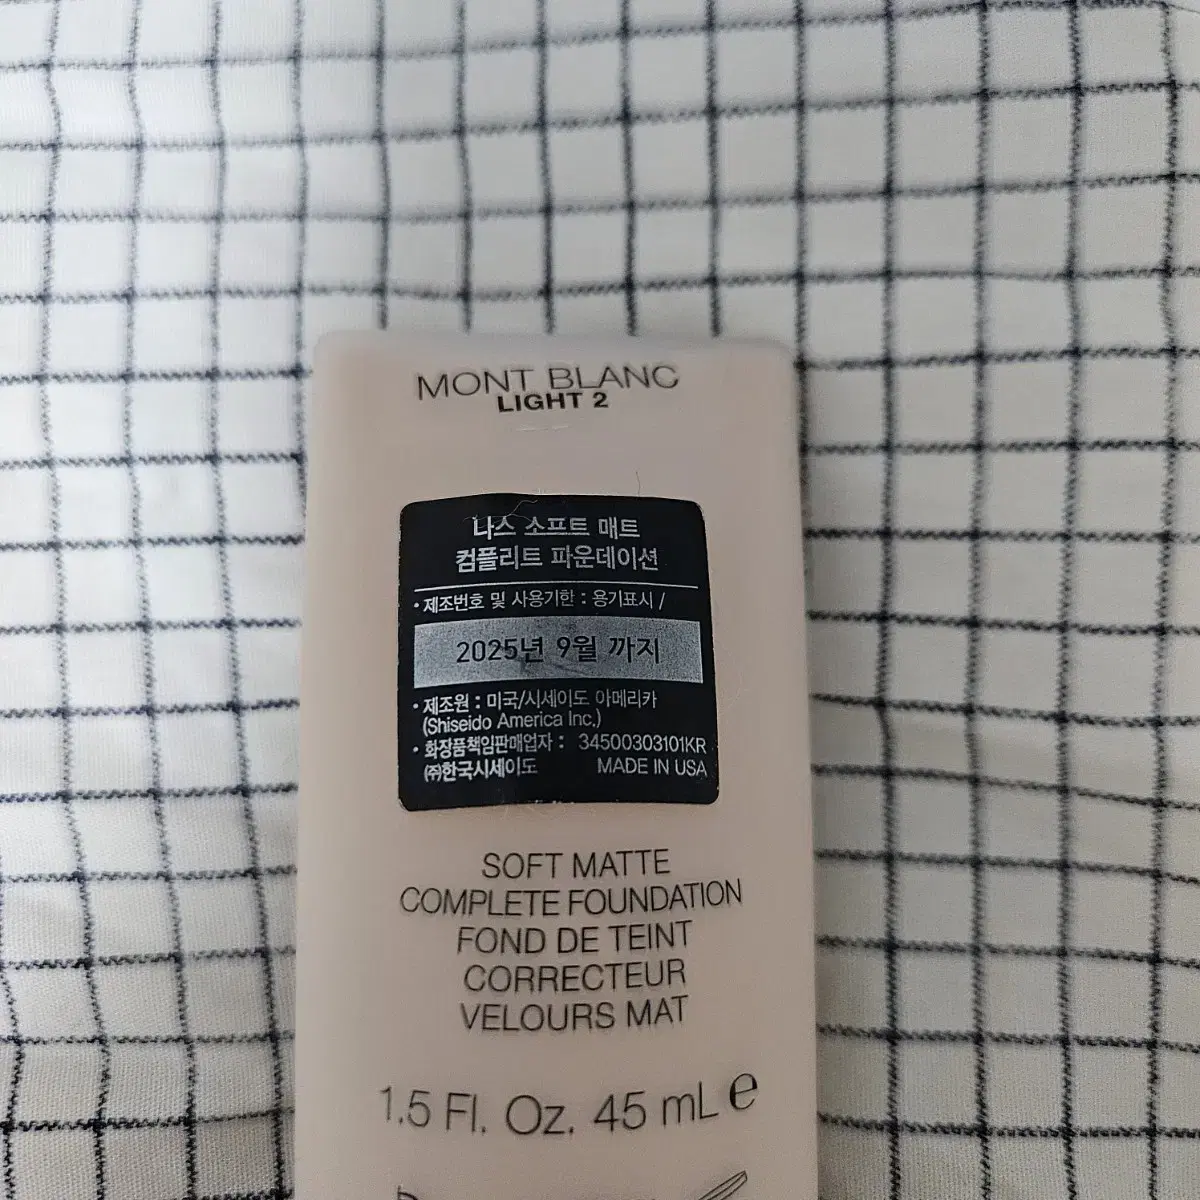 MONT BLANC
LIGHT 2
나스 소프트 매트
컴플리트 파운데이션
• 제조번호 및 사용기한 : 용기표시 /
2025년 9월 까지
• 제조원 : 미국/시세이도 아메리카
(Shiseido America Inc.)
• 화장품책임판매업자 : 34500303101KR
㈜한국시세이도 MADE IN USA
SOFT MATTE
COMPLETE FOUNDATION
FOND DE TEINT
CORRECTEUR
VELOURS MAT
1.5 Fl. Oz. 45 mL ℮